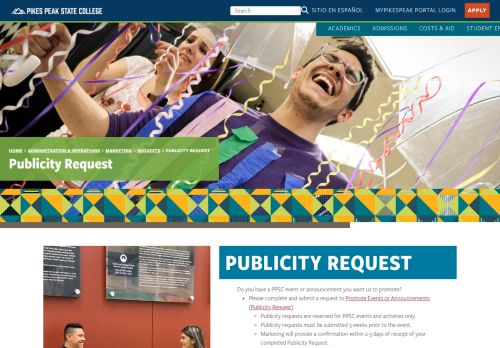 PIKES PEAK STATE COLLEGE
Search
SITIO EN ESPAÑOL
MYPIKESPEAK PORTAL LOGIN
APPLY
ACADEMICS
ADMISSIONS
COSTS & AID
STUDENT EN
HOME > ADMINISTRATION & OPERATIONS > MARKETING > REQUESTS > PUBLICITY REQUEST
Publicity Request
PUBLICITY REQUEST
Do you have a PPSC event or announcement you want us to promote?
Please complete and submit a request to Promote Events or Announcements
(Publicity Request)
Publicity requests are reserved for PPSC events and activities only.
Publicity requests must be submitted 3 weeks prior to the event.
Marketing will provide a confirmation within 2-3 days of receipt of your
completed Publicity Request.